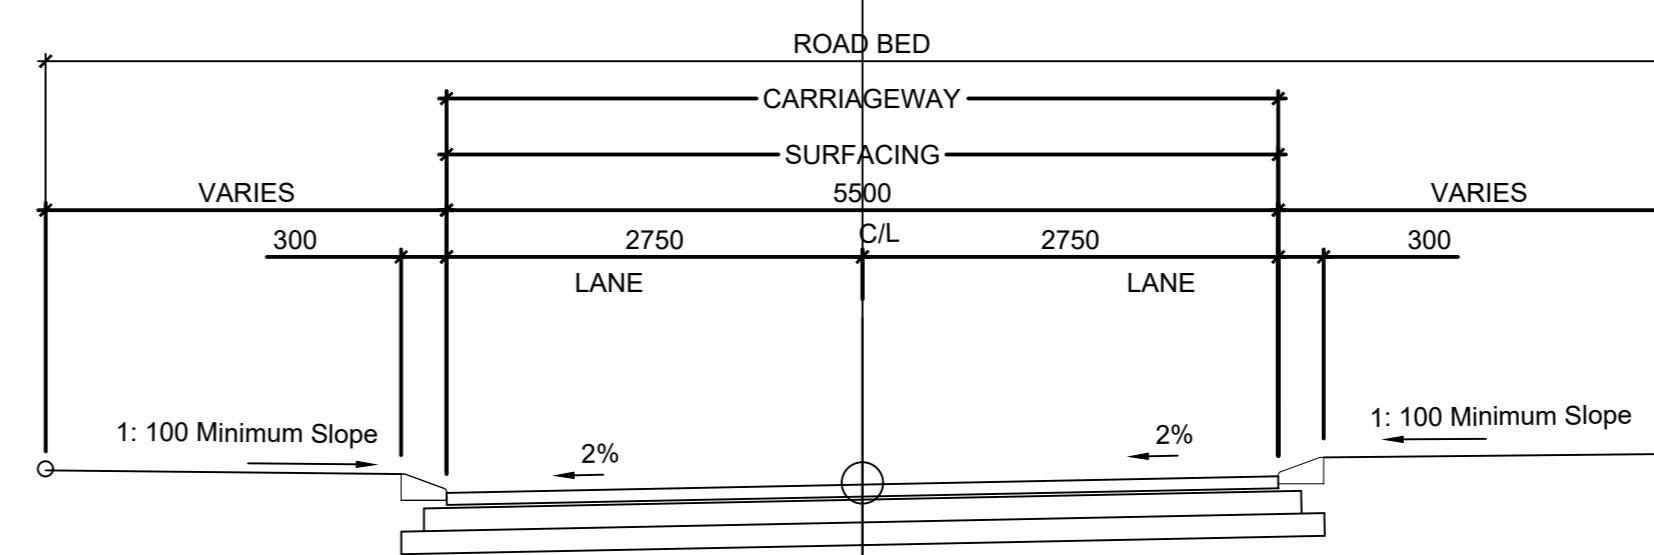 ROAD BED
CARRIAGEWAY
SURFACING
VARIES 5500 VARIES
300 2750 C/L 2750 300
LANE LANE
1: 100 Minimum Slope 2% 2% 1: 100 Minimum Slope